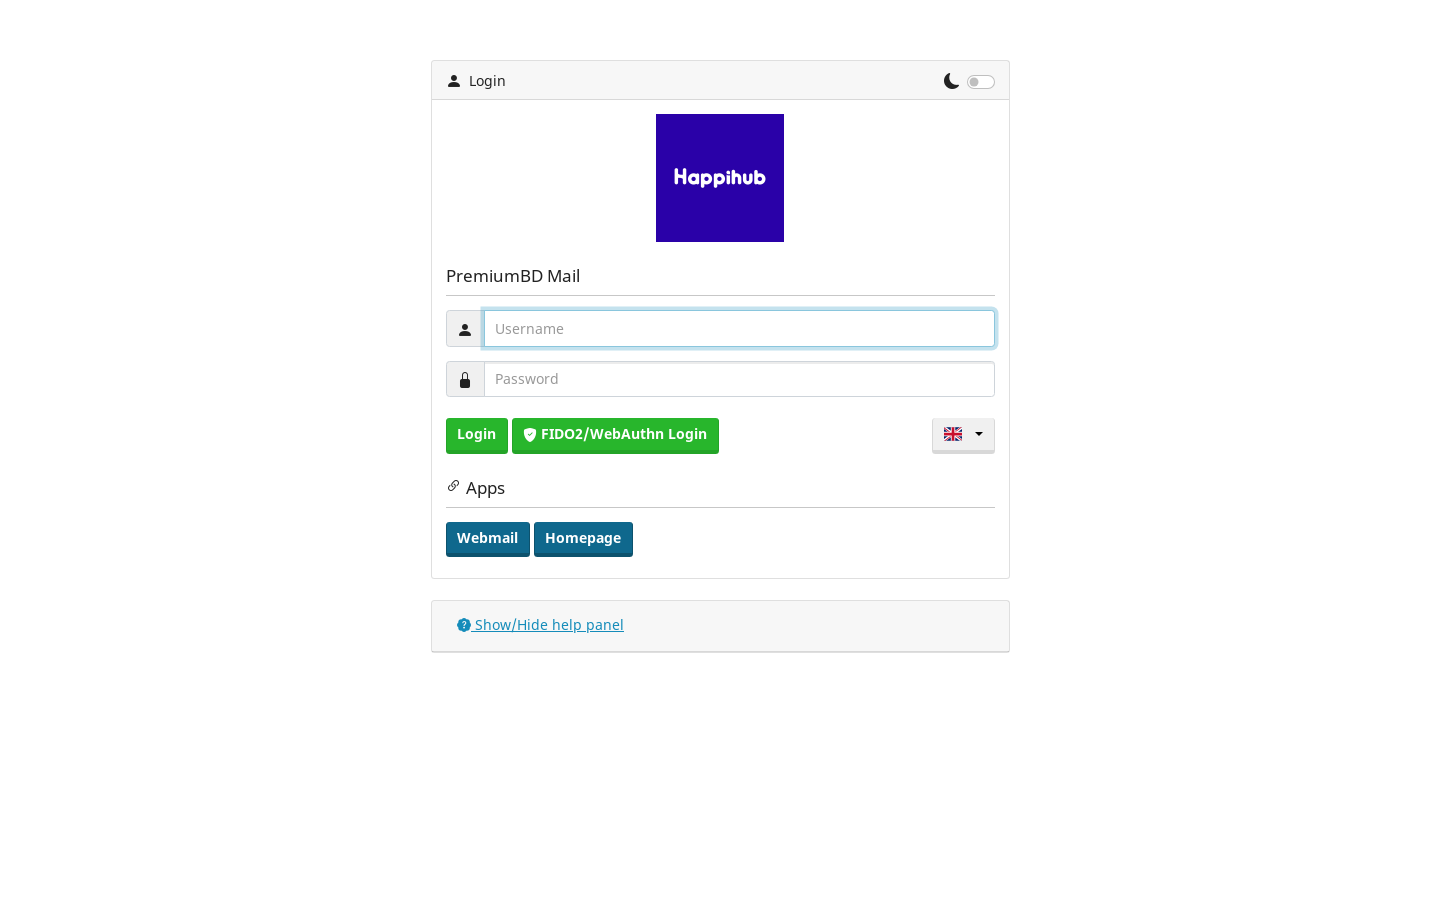 Login
Happihub
PremiumBD Mail
Username
Password
Login
FIDO2/WebAuthn Login
Apps
Webmail
Homepage
Show/Hide help panel